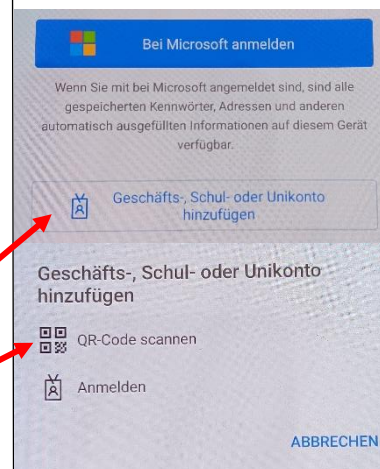 Bei Microsoft anmelden
Wenn Sie mit bei Microsoft angemeldet sind, sind alle
gespeicherten Kennwörter, Adressen und anderen
automatisch ausgefüllten Informationen auf diesem Gerät
verfügbar.
Geschäfts-, Schul- oder Unikonto
hinzufügen
Geschäfts-, Schul- oder Unikonto
hinzufügen
QR-Code scannen
Anmelden
ABBRECHEN